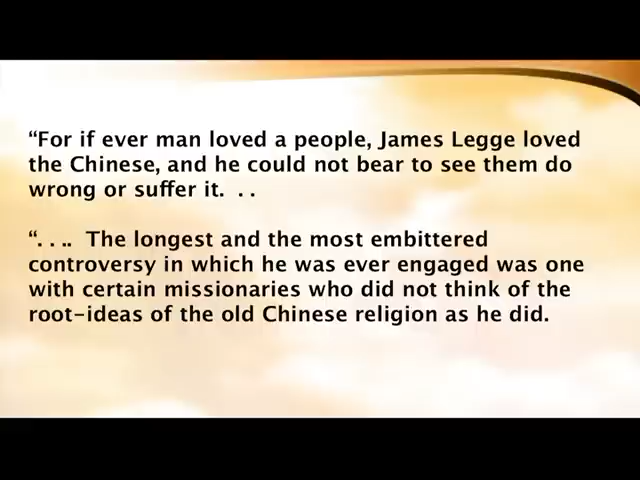 “For if ever man loved a people, James Legge loved
the Chinese, and he could not bear to see them do
wrong or suffer it.  . .
“. . ..  The longest and the most embittered
controversy in which he was ever engaged was one
with certain missionaries who did not think of the
root-ideas of the old Chinese religion as he did.